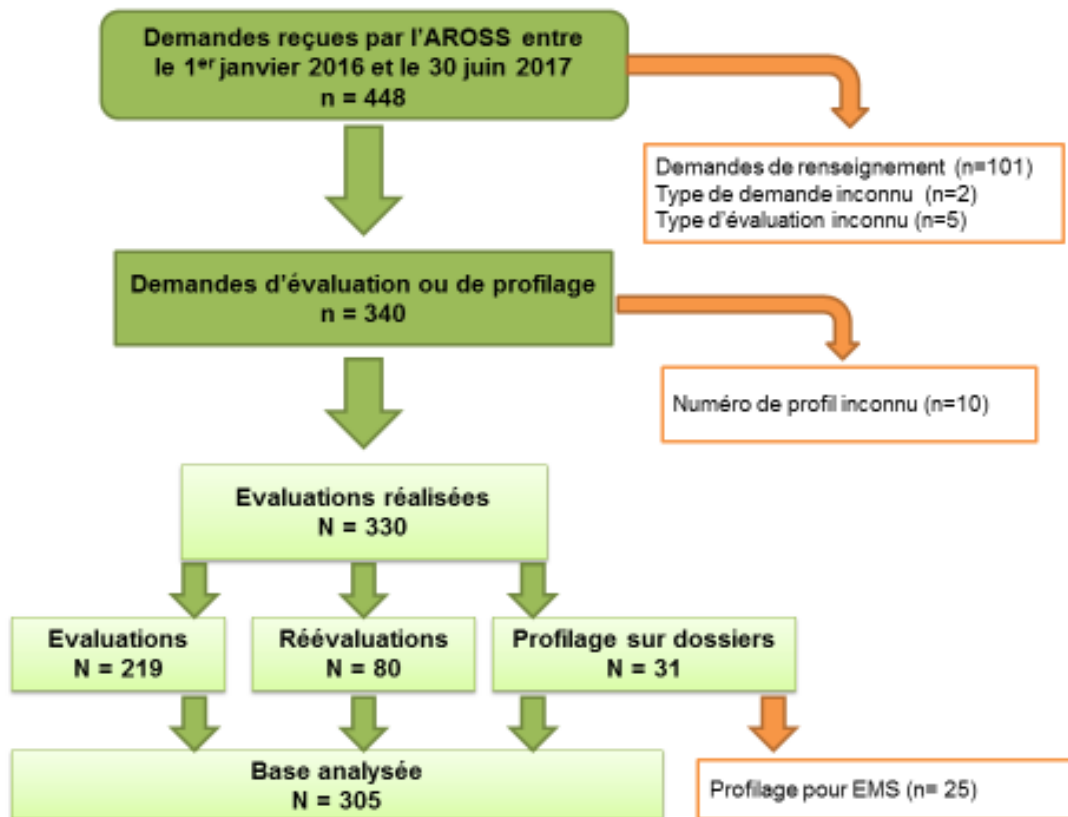 Demandes reçues par l'AROSS entre
le 1er janvier 2016 et le 30 juin 2017
n = 448
Demandes de renseignement (n=101)
Type de demande inconnu (n=2)
Type d'évaluation inconnu (n=5)
Demandes d'évaluation ou de profilage
n = 340
Numéro de profil inconnu (n=10)
Evaluations réalisées
N = 330
Evaluations
N = 219
Réévaluations
N = 80
Profilage sur dossiers
N = 31
Base analysée
N = 305
Profilage pour EMS (n= 25)